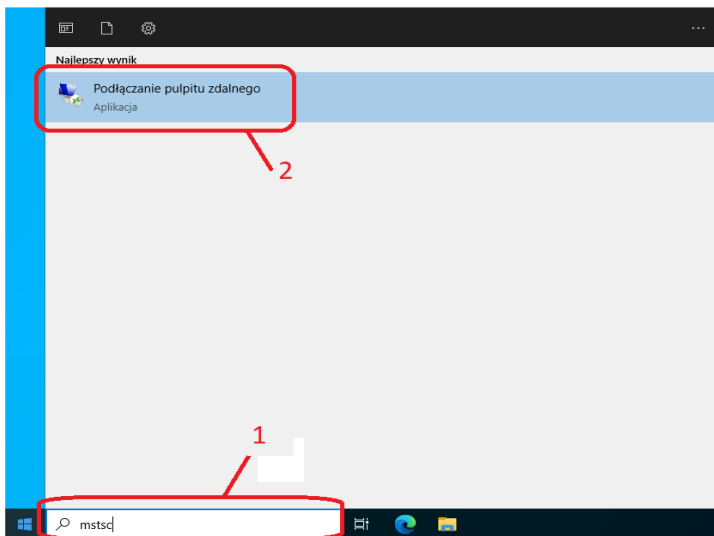 Najlepszy wynik
Podłączanie pulpitu zdalnego
Aplikacja
2
1
mstsc